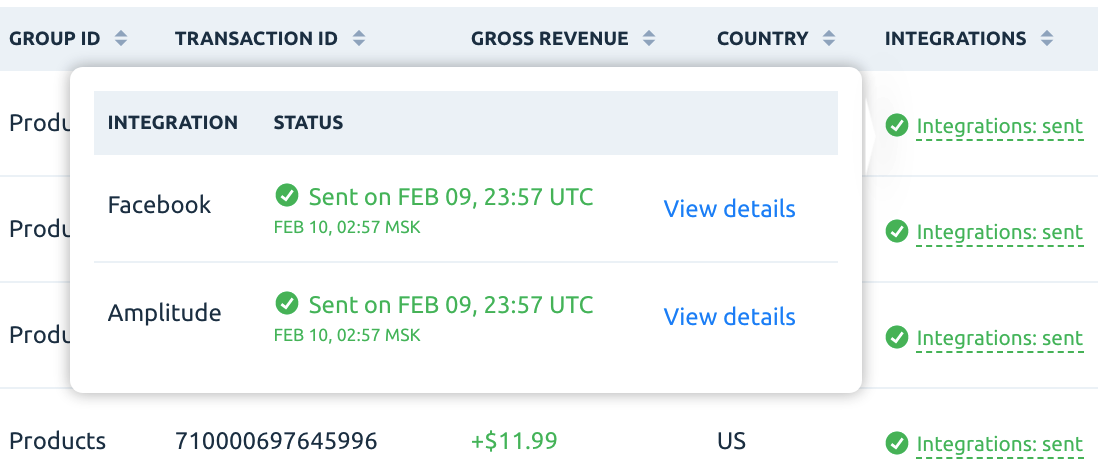 GROUP ID TRANSACTION ID GROSS REVENUE COUNTRY INTEGRATIONS
INTEGRATION STATUS
Produ Integrations: sent
Facebook Sent on FEB 09, 23:57 UTC View details
FEB 10, 02:57 MSK
Produ Integrations: sent
Amplitude Sent on FEB 09, 23:57 UTC View details
FEB 10, 02:57 MSK
Produ Integrations: sent
Products 710000697645996 +$11.99 US Integrations: sent